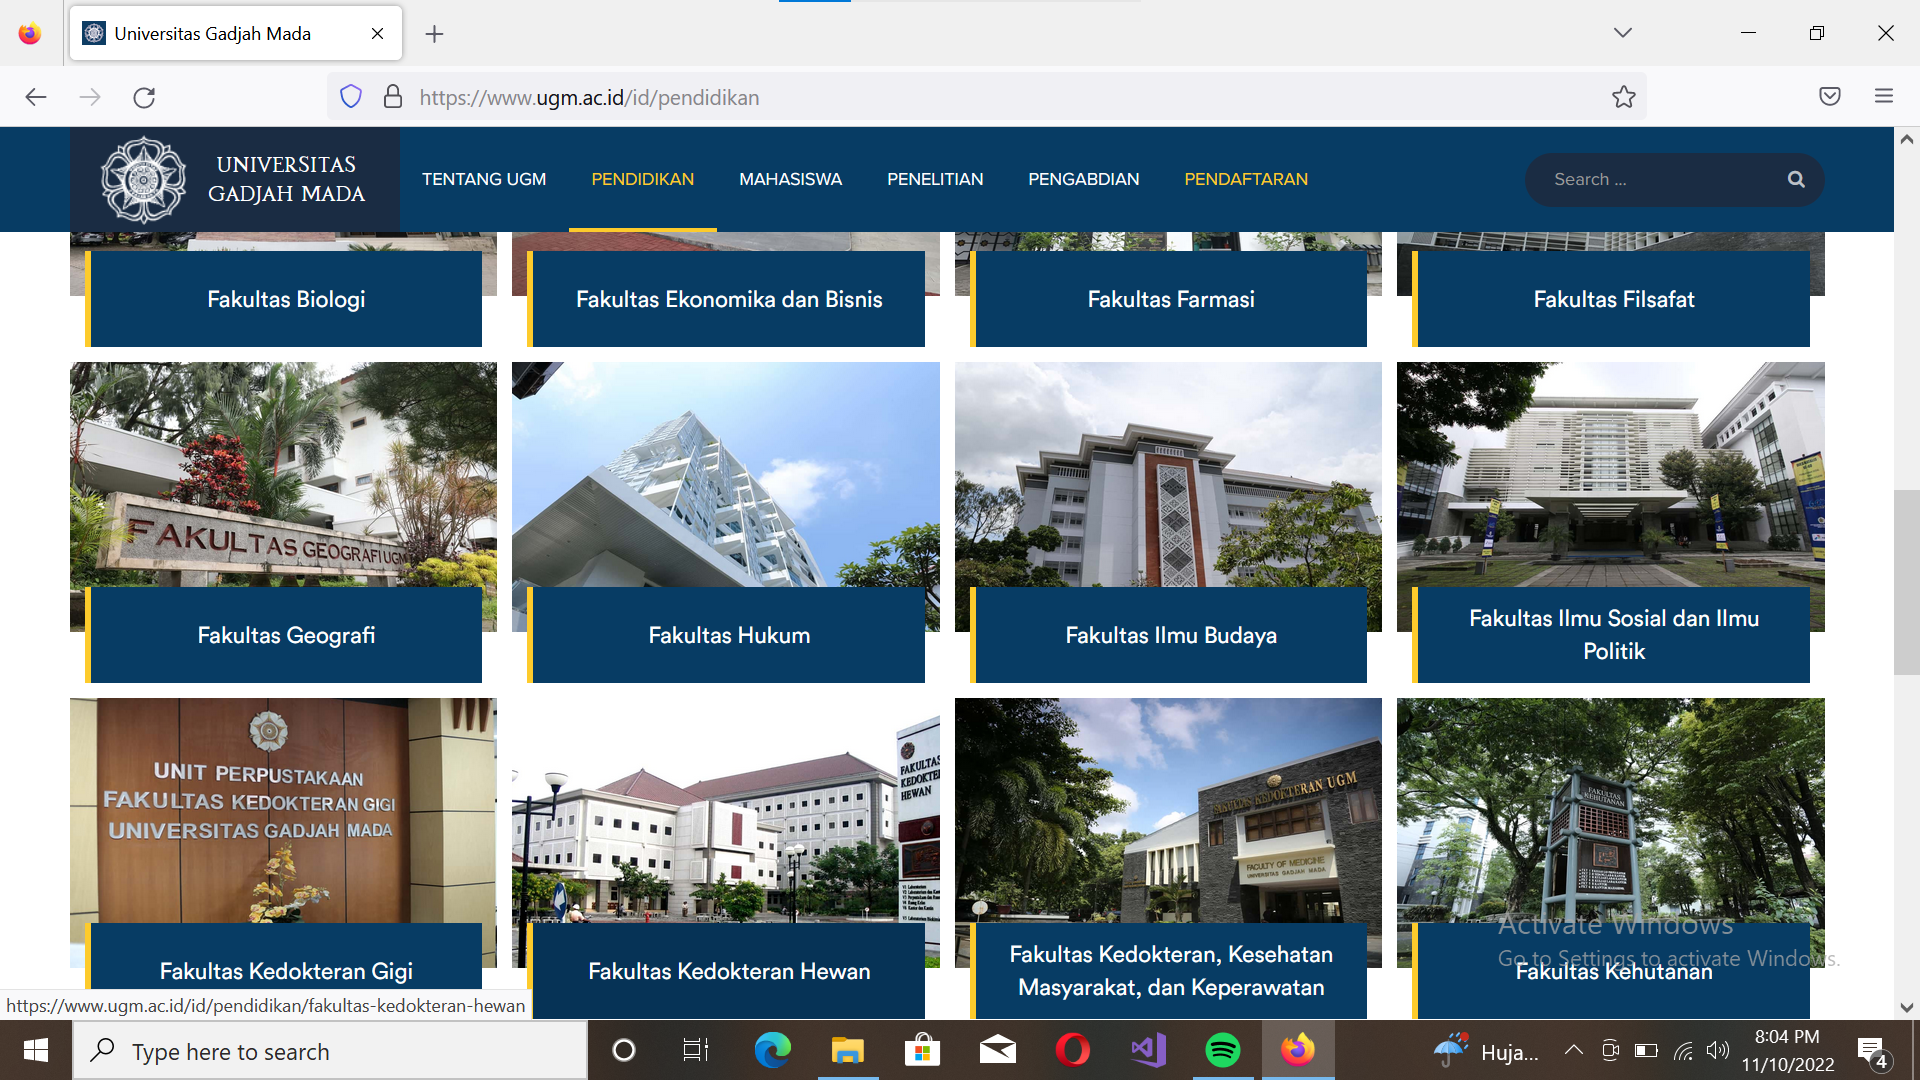 Universitas Gadjah Mada
https://www.ugm.ac.id/id/pendidikan
UNIVERSITAS
GADJAH MADA
TENTANG UGM
PENDIDIKAN
MAHASISWA
PENELITIAN
PENGABDIAN
PENDAFTARAN
Search ...
Fakultas Biologi
Fakultas Ekonomika dan Bisnis
Fakultas Farmasi
Fakultas Filsafat
FAKULTAS GEOGRAFI UGM
Fakultas Geografi
Fakultas Hukum
Fakultas Ilmu Budaya
Fakultas Ilmu Sosial dan Ilmu
Politik
UNIT PERPUSTAKAAN
FAKULTAS KEDOKTERAN GIGI
UNIVERSITAS GADJAH MADA
FAKULTAS
KEDOKTE
HEWAN
FAKULTAS KEDOKTERAN UGM
FACULTY OF MEDICINE
UNIVERSITAS GADJAH MADA
FAKULTAS
KEHUTANAN
Fakultas Kedokteran Gigi
Fakultas Kedokteran Hewan
Fakultas Kedokteran, Kesehatan
Masyarakat, dan Keperawatan
Fakultas Kehutanan
Activate Windows
Go to Settings to activate Windows.
https://www.ugm.ac.id/id/pendidikan/fakultas-kedokteran-hewan
Type here to search
Huja...
8:04 PM
11/10/2022
4